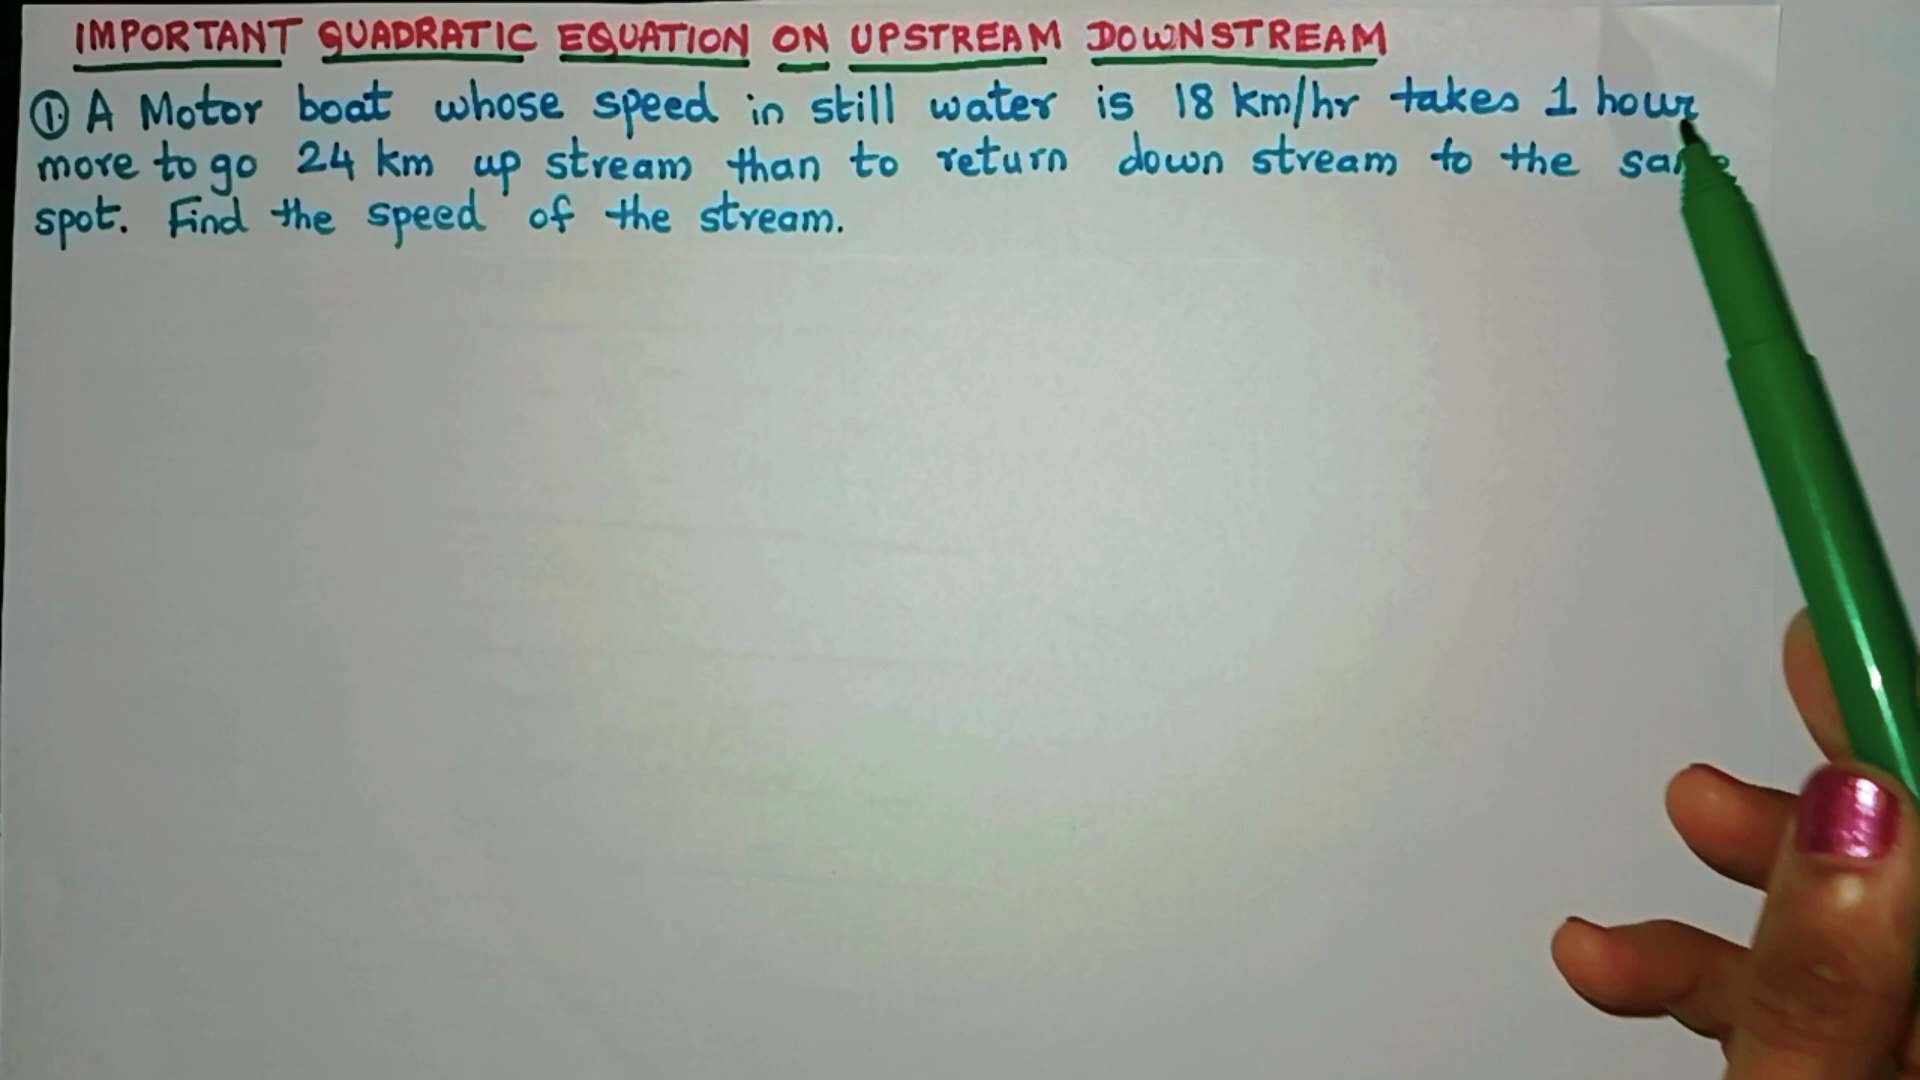 IMPORTANT QUADRATIC EQUATION ON UPSTREAM DOWNSTREAM
① A Motor boat whose speed in still water is 18 km/hr takes 1 hour
more to go 24 km up stream than to return down stream to the same
spot. Find the speed of the stream.